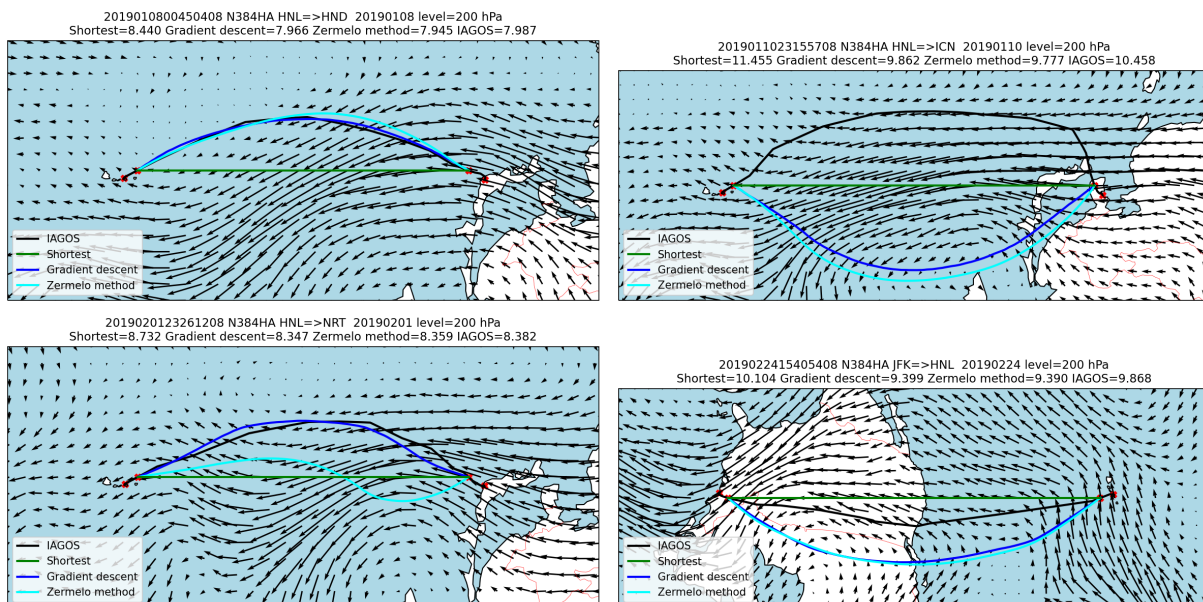 2019010800450408 N384HA HNL=>HND  20190108 level=200 hPa
Shortest=8.440 Gradient descent=7.966 Zermelo method=7.945 IAGOS=7.987
IAGOS
Shortest
Gradient descent
Zermelo method
2019011023155708 N384HA HNL=>ICN  20190110 level=200 hPa
Shortest=11.455 Gradient descent=9.862 Zermelo method=9.777 IAGOS=10.458
IAGOS
Shortest
Gradient descent
Zermelo method
2019020123261208 N384HA HNL=>NRT  20190201 level=200 hPa
Shortest=8.732 Gradient descent=8.347 Zermelo method=8.359 IAGOS=8.382
IAGOS
Shortest
Gradient descent
Zermelo method
2019022415405408 N384HA JFK=>HNL  20190224 level=200 hPa
Shortest=10.104 Gradient descent=9.399 Zermelo method=9.390 IAGOS=9.868
IAGOS
Shortest
Gradient descent
Zermelo method